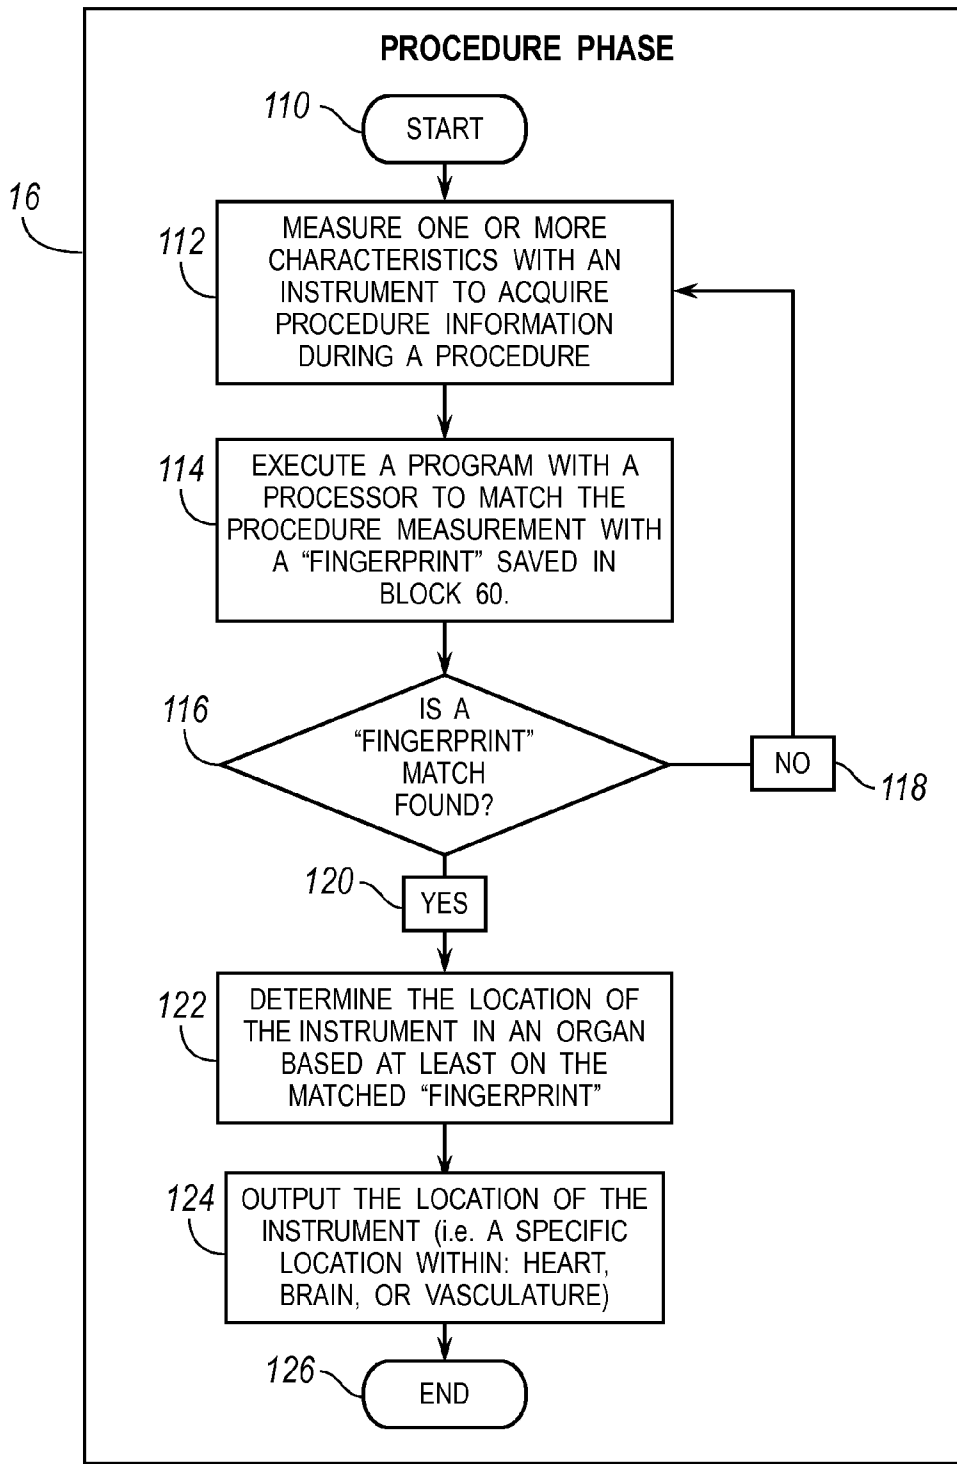 PROCEDURE PHASE
110
START
16
112
MEASURE ONE OR MORE
CHARACTERISTICS WITH AN
INSTRUMENT TO ACQUIRE
PROCEDURE INFORMATION
DURING A PROCEDURE
114
EXECUTE A PROGRAM WITH A
PROCESSOR TO MATCH THE
PROCEDURE MEASUREMENT WITH
A “FINGERPRINT” SAVED IN
BLOCK 60.
116
IS A
“FINGERPRINT”
MATCH
FOUND?
NO
118
120
YES
122
DETERMINE THE LOCATION OF
THE INSTRUMENT IN AN ORGAN
BASED AT LEAST ON THE
MATCHED “FINGERPRINT”
124
OUTPUT THE LOCATION OF THE
INSTRUMENT (i.e. A SPECIFIC
LOCATION WITHIN: HEART,
BRAIN, OR VASCULATURE)
126
END